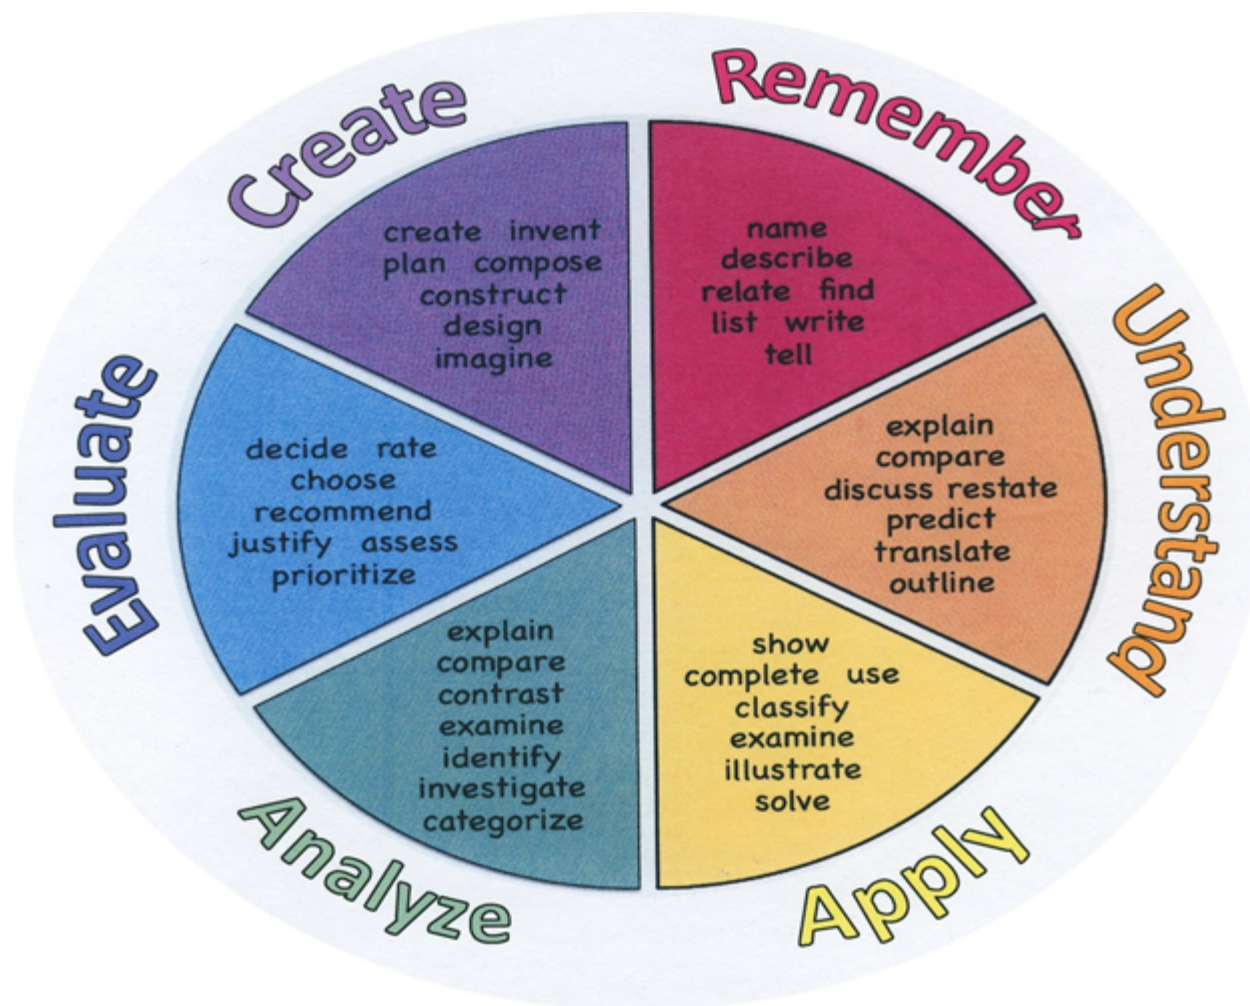 Remember
name
describe
relate find
list write
tell
Understand
explain
compare
discuss restate
predict
translate
outline
Apply
show
complete use
classify
examine
illustrate
solve
Analyze
explain
compare
contrast
examine
identify
investigate
categorize
Evaluate
decide rate
choose
recommend
justify assess
prioritize
Create
create invent
plan compose
construct
design
imagine